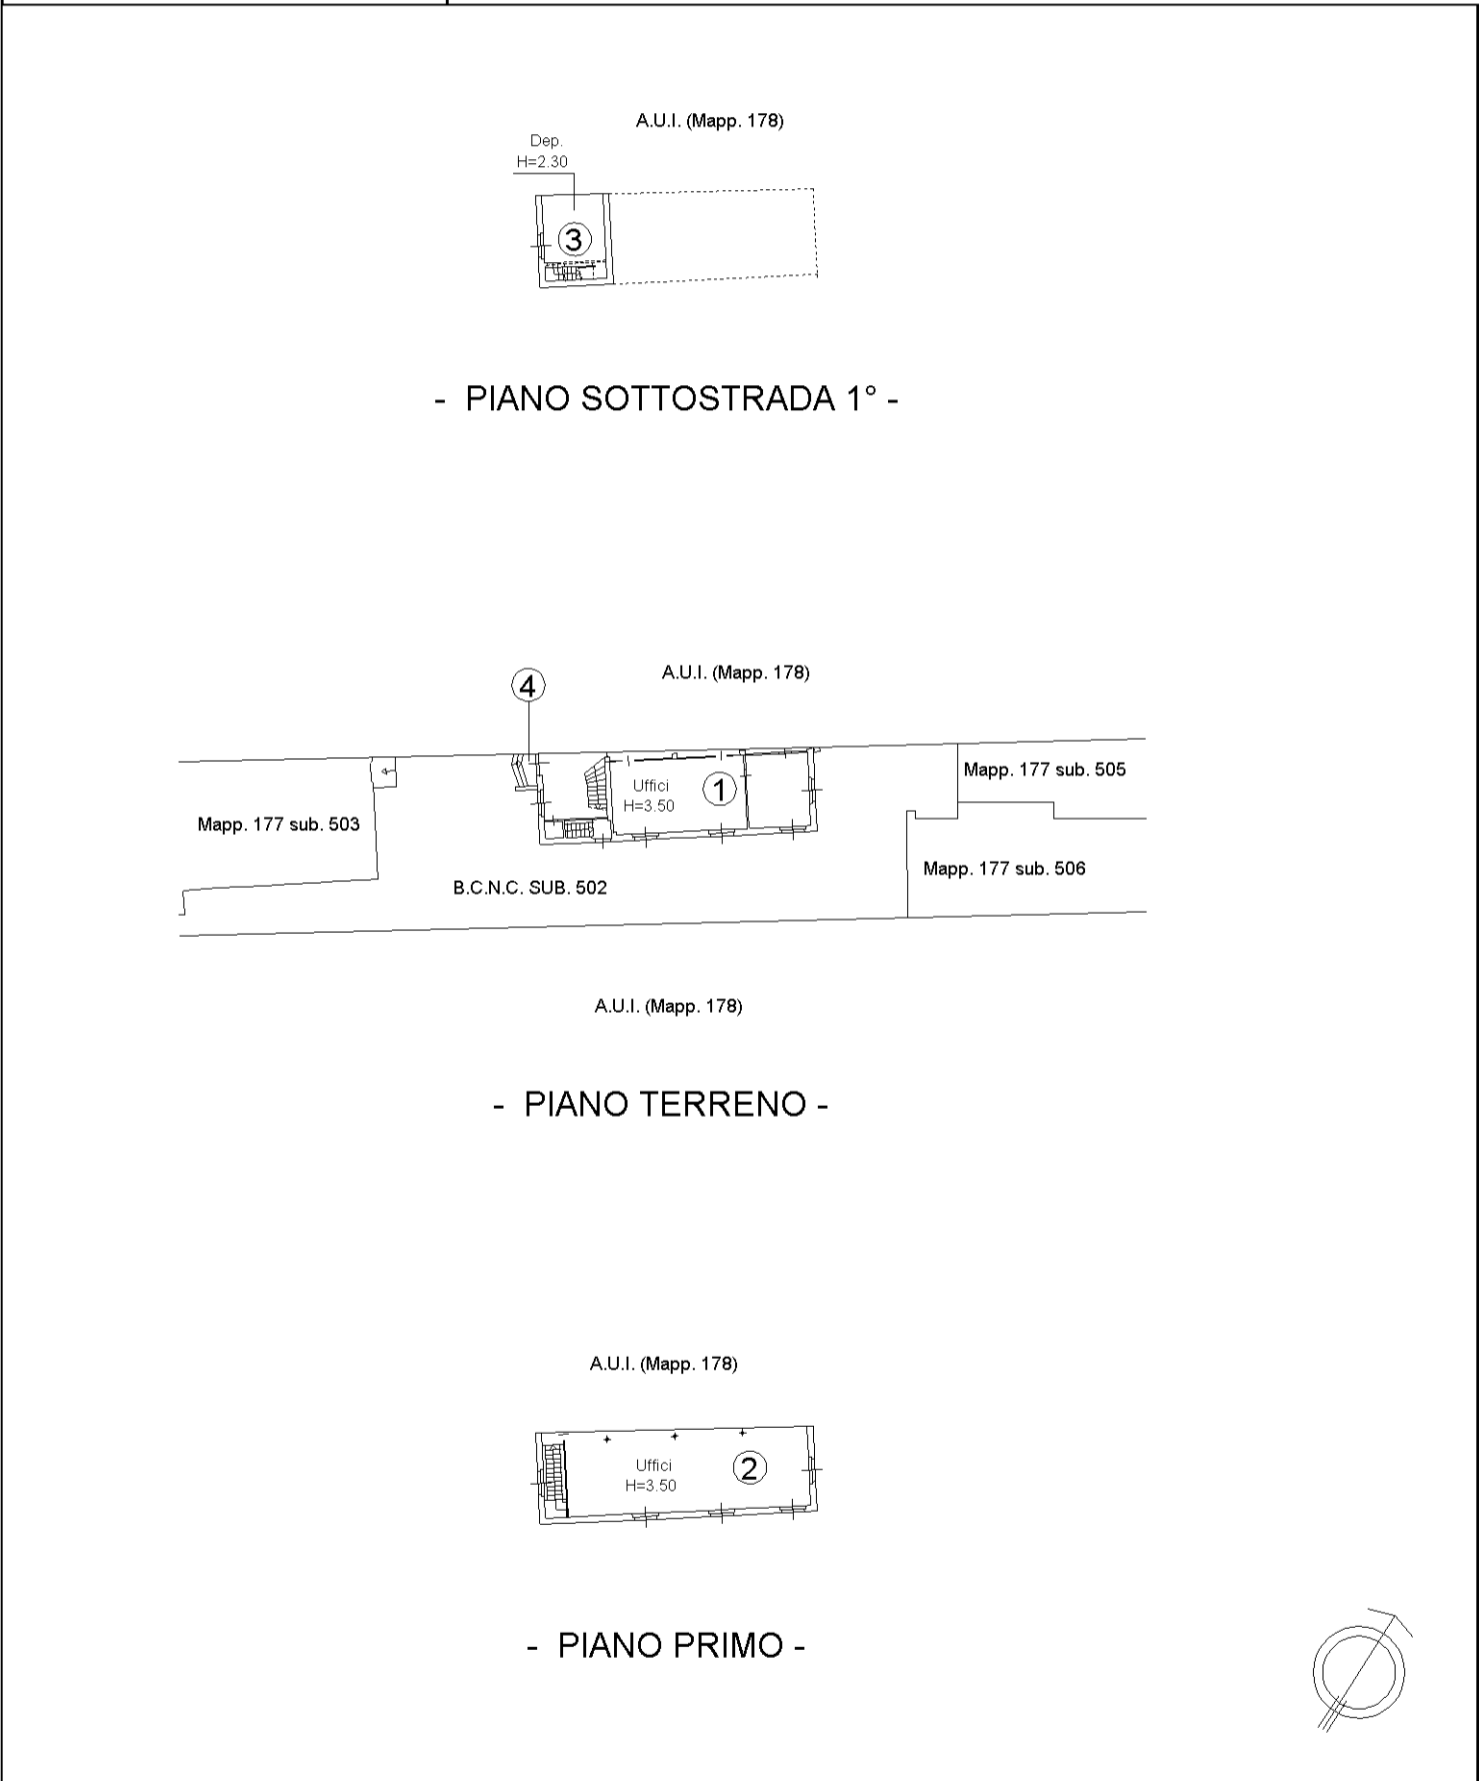 A.U.I. (Mapp. 178)
Dep.
H=2.30
3
- PIANO SOTTOSTRADA 1° -
4
A.U.I. (Mapp. 178)
Uffici
H=3.50
1
Mapp. 177 sub. 505
Mapp. 177 sub. 503
Mapp. 177 sub. 506
B.C.N.C. SUB. 502
A.U.I. (Mapp. 178)
- PIANO TERRENO -
A.U.I. (Mapp. 178)
Uffici
H=3.50
2
- PIANO PRIMO -